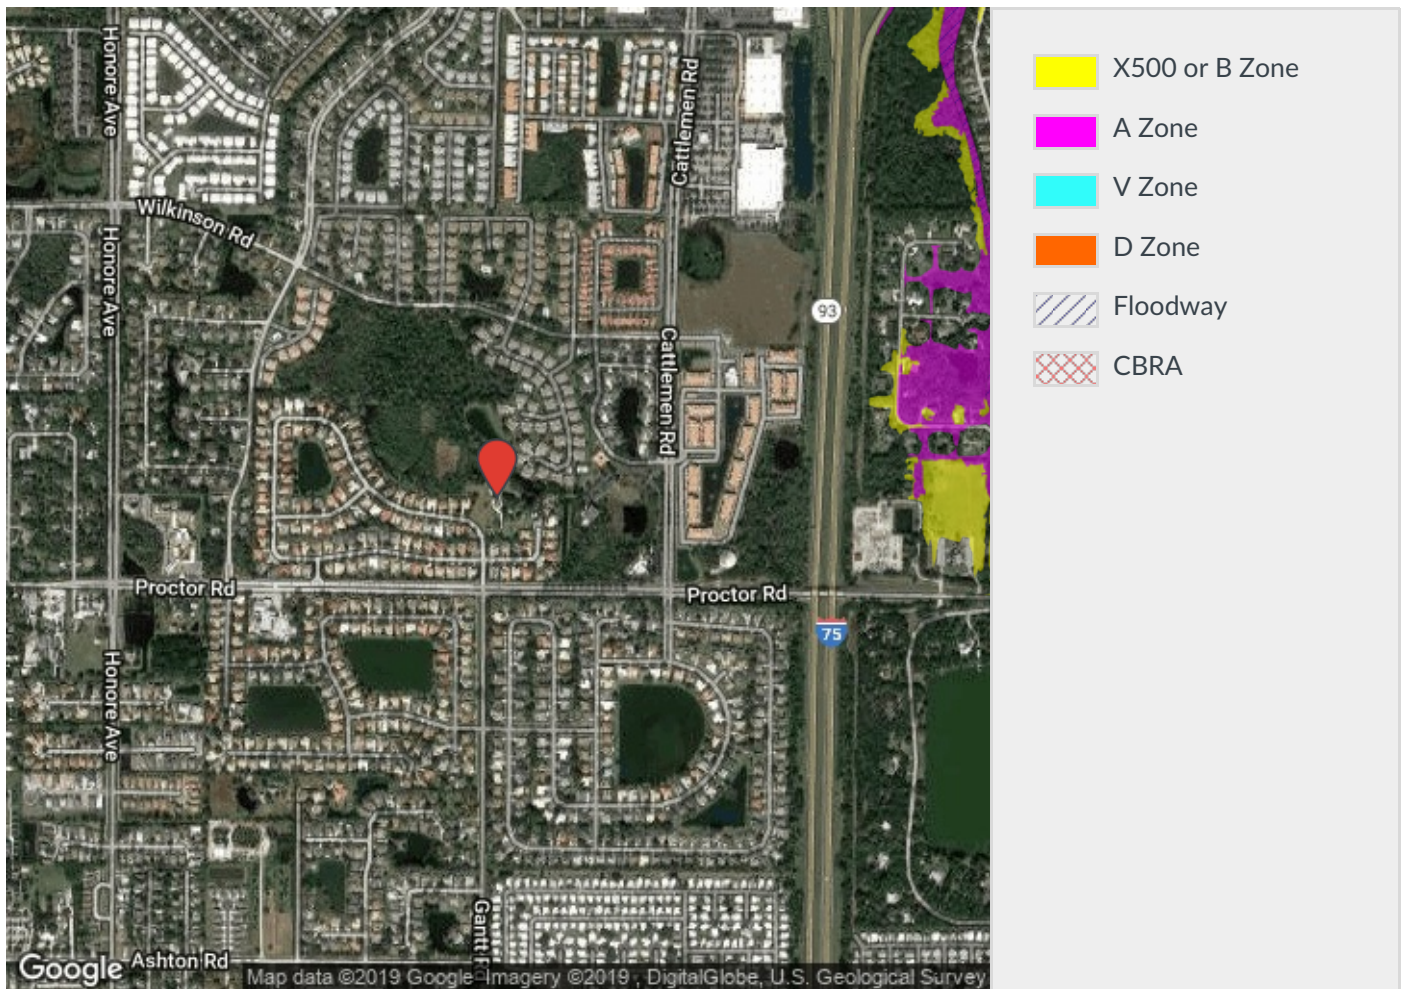 Honore Ave
Cattlemen Rd
X500 or B Zone
A Zone
V Zone
Wilkinson Rd
Honore Ave
D Zone
93
Floodway
Cattlemen Rd
CBRA
Proctor Rd
Proctor Rd
75
Honore Ave
Gantt Rd
Ashton Rd
Google
Map data ©2019 Google Imagery ©2019 , DigitalGlobe, U.S. Geological Survey